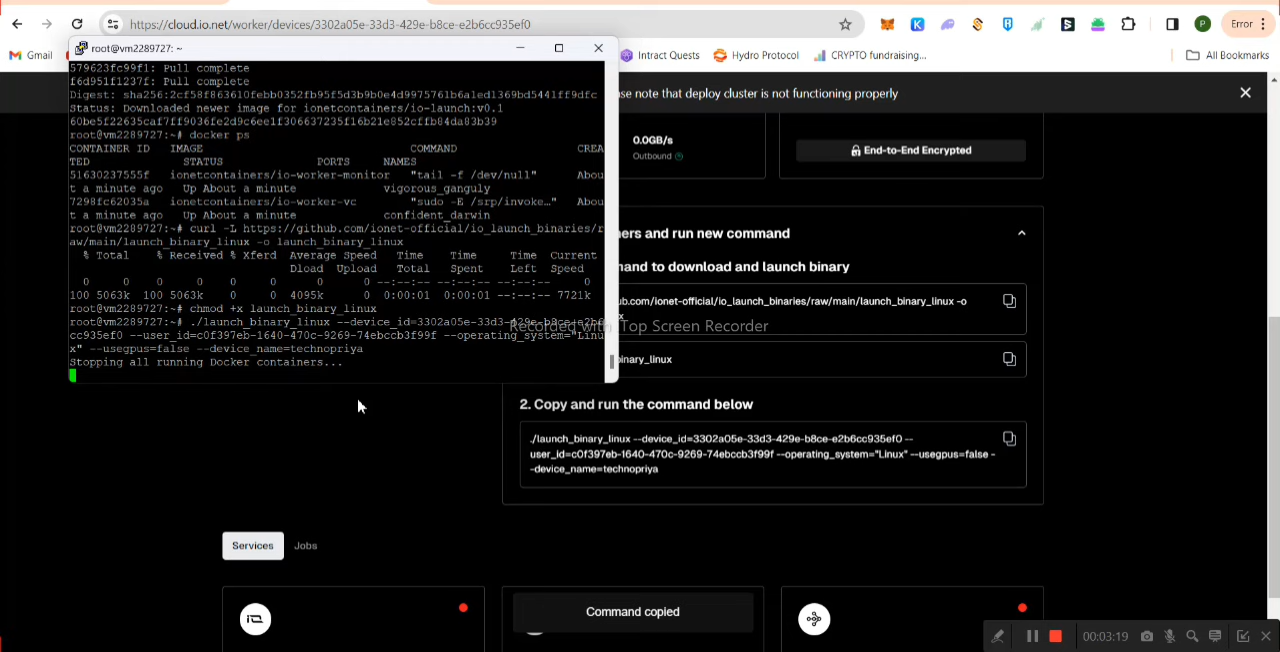 https://cloud.io.net/worker/devices/3302a05e-33d3-429e-b8ce-e2b6cc935ef0
Error
Gmail
Intract Quests
Hydro Protocol
CRYPTO fundraising...
All Bookmarks
root@vm2289727: ~
579623fc99f1: Pull complete
f6d951f1237f: Pull complete
Digest: sha256:2cf58f863610febb0352fb95f5d3b9b0e4d9975761b6a1ed1369bd5441ff9dfc
Status: Downloaded newer image for ionetcontainers/io-launch:v0.1
60be5f22635caf7ff9036fe2d9c6ee1f306637235f16b21e852cffb84da83b39
root@vm2289727:~# docker ps
CONTAINER ID IMAGE COMMAND CREA
TED STATUS PORTS NAMES
51630237555f ionetcontainers/io-worker-monitor "tail -f /dev/null" Abou
t a minute ago Up About a minute vigorous_ganguly
7298fc62035a ionetcontainers/io-worker-vc "sudo -E /srp/invoke…" Abou
t a minute ago Up About a minute confident_darwin
root@vm2289727:~# curl -L https://github.com/ionet-official/io_launch_binaries/r
aw/main/launch_binary_linux -o launch_binary_linux
% Total % Received % Xferd Average Speed Time Time Time Current
Dload Upload Total Spent Left Speed
0 0 0 0 0 0 0 0 --:--:-- --:--:-- --:--:-- 0
100 5063k 100 5063k 0 0 4095k 0 0:00:01 0:00:01 --:--:-- 7721k
root@vm2289727:~# chmod +x launch_binary_linux
root@vm2289727:~# ./launch_binary_linux --device_id=3302a05e-33d3-429e-b8ce-e2b6
cc935ef0 --user_id=c0f397eb-1640-470c-9269-74ebccb3f99f --operating_system="Linu
x" --usegpus=false --device_name=technopriya
Stopping all running Docker containers...
se note that deploy cluster is not functioning properly
0.0GB/s
Outbound
End-to-End Encrypted
ners and run new command
mand to download and launch binary
ub.com/ionet-official/io_launch_binaries/raw/main/launch_binary_linux -o
x
Recorded with iTop Screen Recorder
inary_linux
2. Copy and run the command below
./launch_binary_linux --device_id=3302a05e-33d3-429e-b8ce-e2b6cc935ef0 --
user_id=c0f397eb-1640-470c-9269-74ebccb3f99f --operating_system="Linux" --usegpus=false -
-device_name=technopriya
Services
Jobs
Command copied
00:03:19